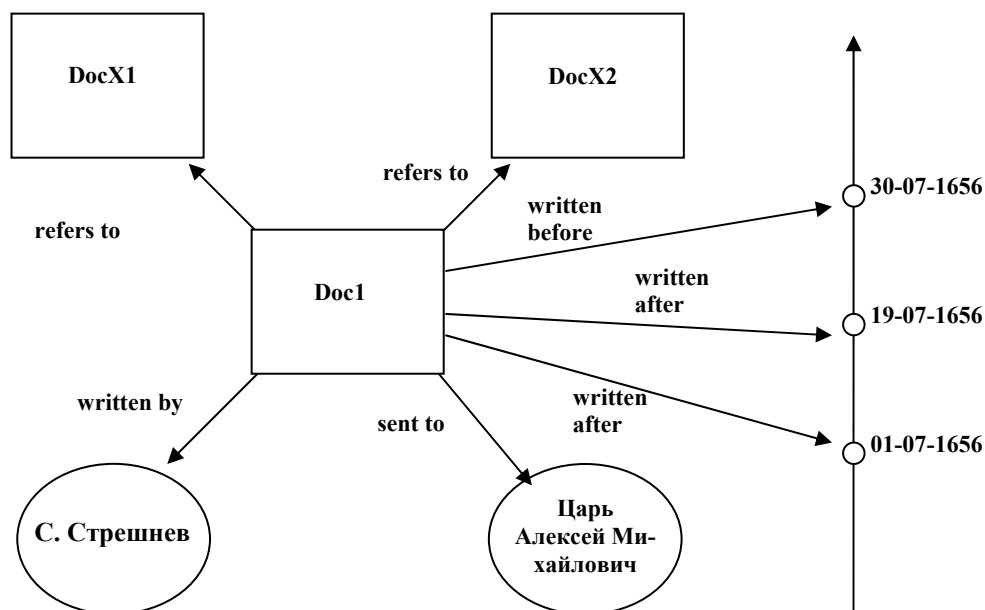 DocX1
DocX2
refers to
30-07-1656
refers to
written
before
Doc1
written
after
19-07-1656
written by
sent to
written
after
01-07-1656
С. Стрешнев
Царь
Алексей Ми-
хайлович